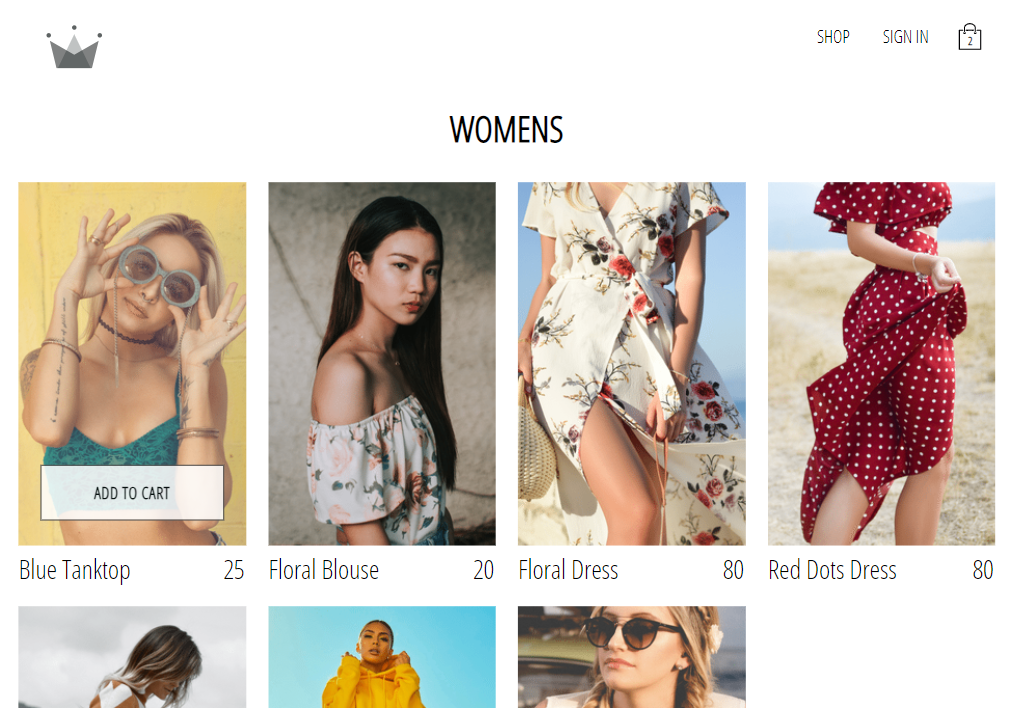 SHOP SIGN IN 2
WOMENS
ADD TO CART
Blue Tanktop 25 Floral Blouse 20 Floral Dress 80 Red Dots Dress 80